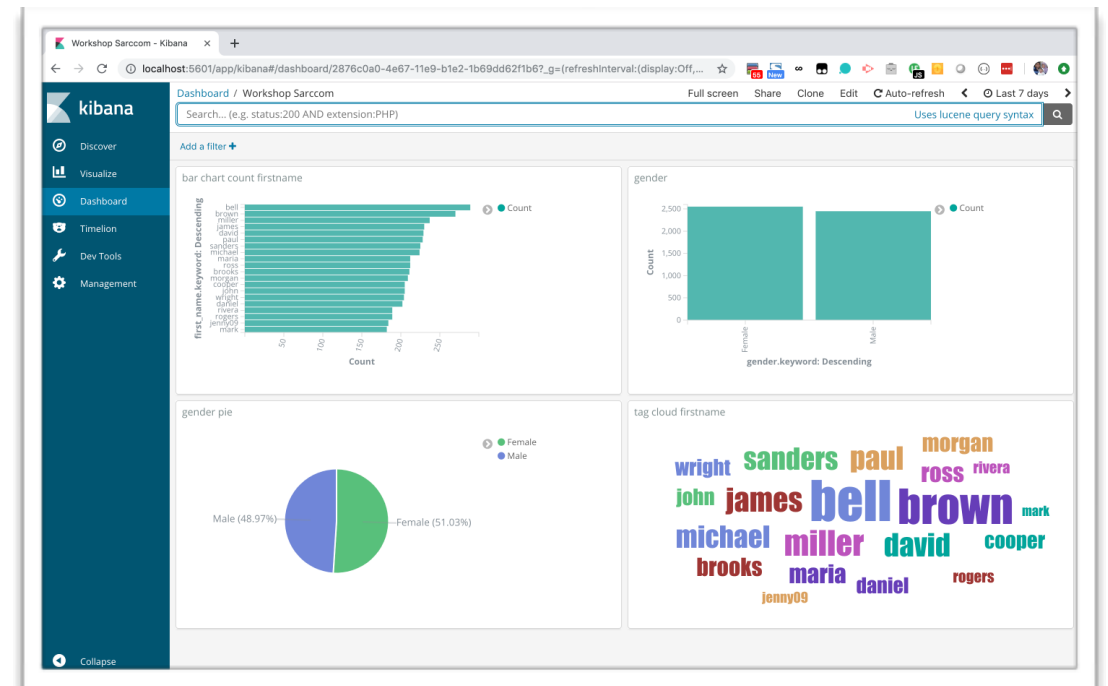 Workshop Sarccom - Kibana
localhost:5601/app/kibana#/dashboard/2876c0a0-4e67-11e9-b1e2-1b69dd62f1b6?_g=(refreshInterval:(display:Off,...
55
New
JS
kibana
Discover
Visualize
Dashboard
Timelion
Dev Tools
Management
Collapse
Dashboard / Workshop Sarccom
Full screen Share Clone Edit Auto-refresh Last 7 days
Search... (e.g. status:200 AND extension:PHP) Uses lucene query syntax
Add a filter
bar chart count firstname
first_name.keyword: Descending
bell
brown
miller
james
david
paul
sanders
michael
maria
ross
brooks
morgan
cooper
john
wright
daniel
rivera
rogers
jenny09
mark
50 100 150 200 250
Count
Count
gender
Count
2,500
1,500
1,500
1,000
500
0
Female Male
gender.keyword: Descending
Count
gender pie
Female
Male
Male (48.97%)
Female (51.03%)
tag cloud firstname
morgan
wright sanders paul ross rivera
john james bell brown mark
michael miller david cooper
brooks maria daniel rogers
jenny09